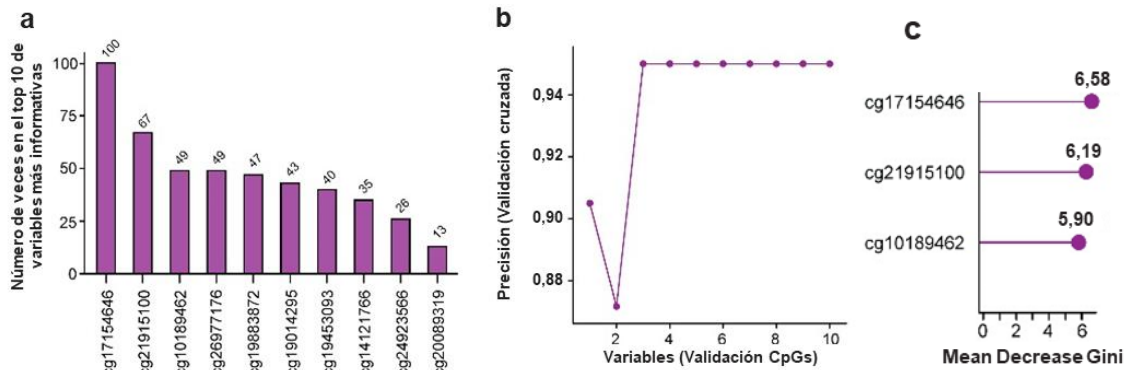 a
Número de veces en el top 10 de
variables más informativas
100
75
50
25
0
100
67
49
49
47
43
40
35
26
13
cg17154646
cg21915100
cg10189462
cg26977176
cg19883872
cg19014295
cg19453093
cg14121766
cg24923566
cg20089319
b
Precisión (Validación cruzada)
0,94
0,92
0,90
0,88
2
4
6
8
10
Variables (Validación CpGs)
c
cg17154646
6,58
cg21915100
6,19
cg10189462
5,90
0 2 4 6
Mean Decrease Gini